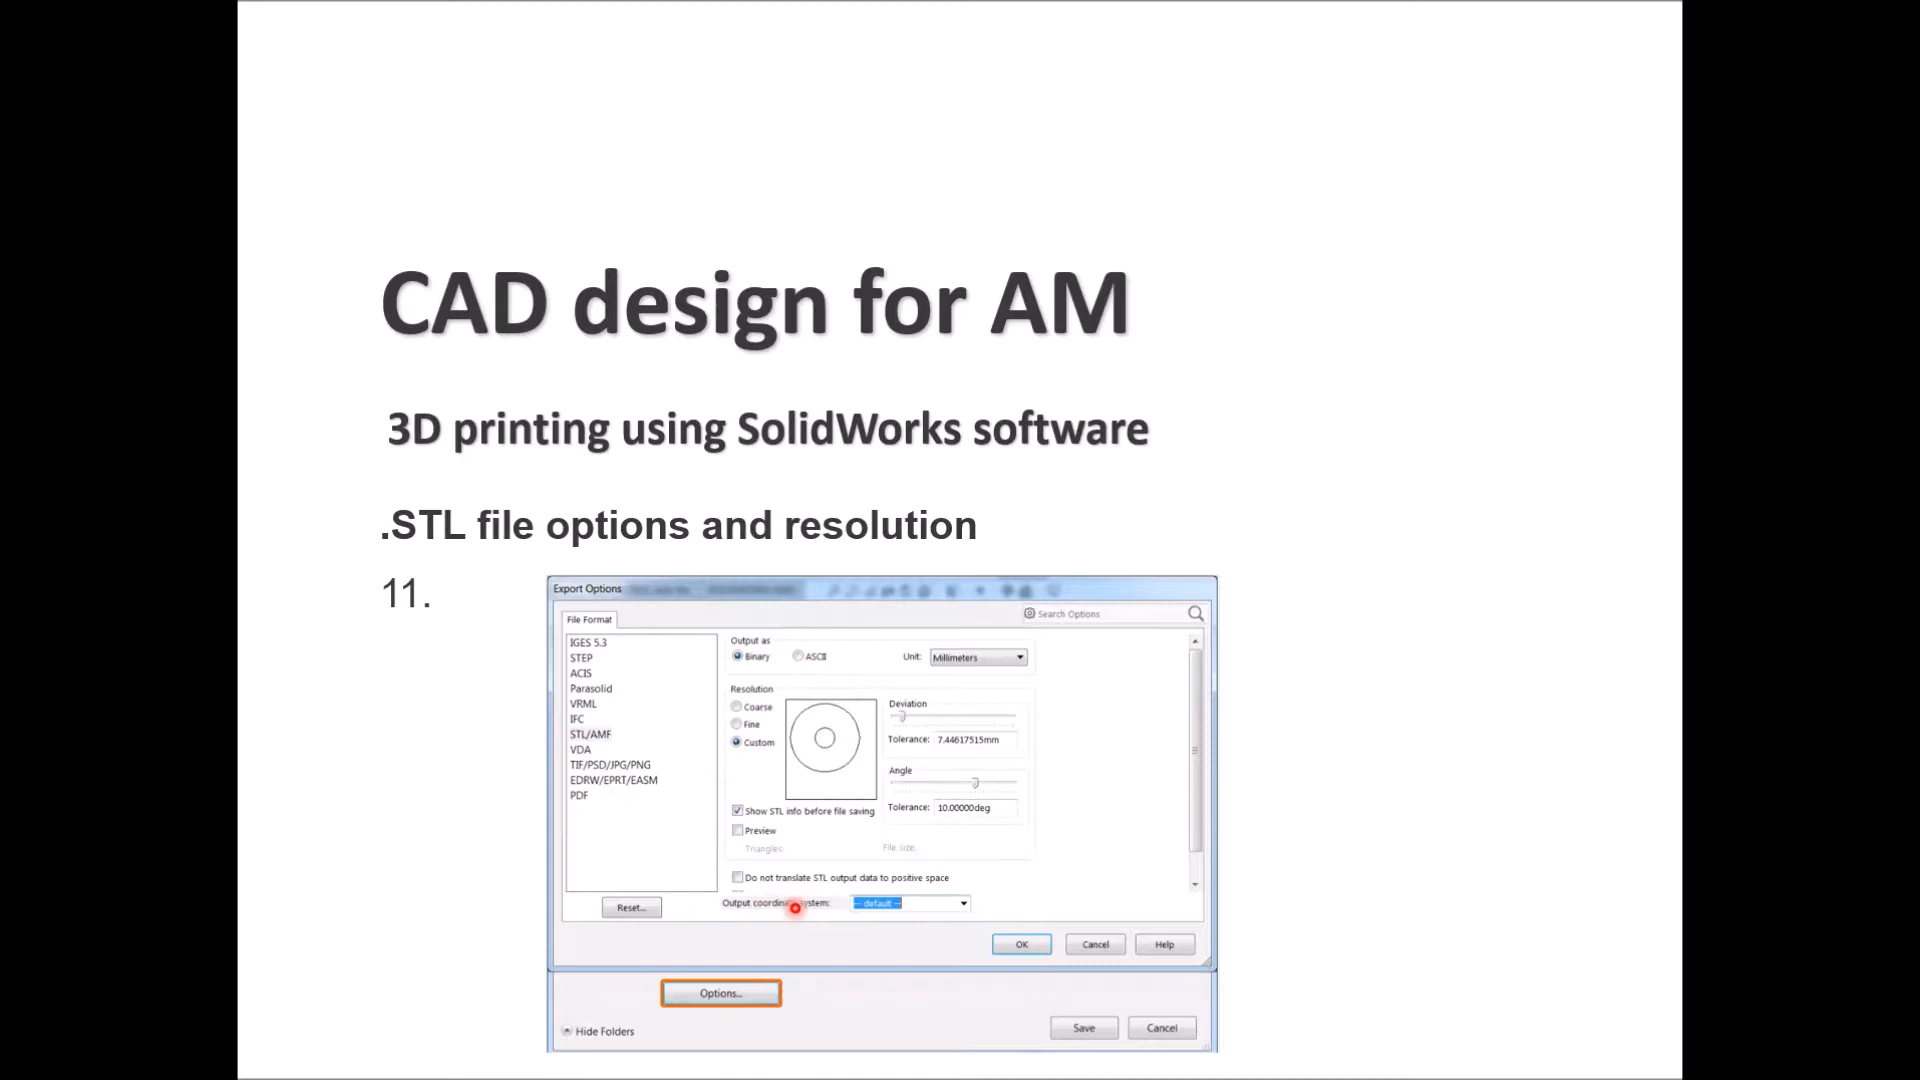 CAD design for AM
3D printing using SolidWorks software
.STL file options and resolution
11.
Export Options
Search Options
File Format
IGES 5.3
STEP
ACIS
Parasolid
VRML
IFC
STL/AMF
VDA
TIF/PSD/JPG/PNG
EDRW/EPRT/EASM
PDF
Reset...
Output as
Binary ASCII Unit: Millimeters
Resolution
Coarse
Fine
Custom
Deviation
Tolerance: 7.44617515mm
Angle
Tolerance: 10.00000deg
Show STL info before file saving
Preview
Triangles: File size:
Do not translate STL output data to positive space
Output coordinate system: -- default --
OK Cancel Help
Options...
Hide Folders Save Cancel